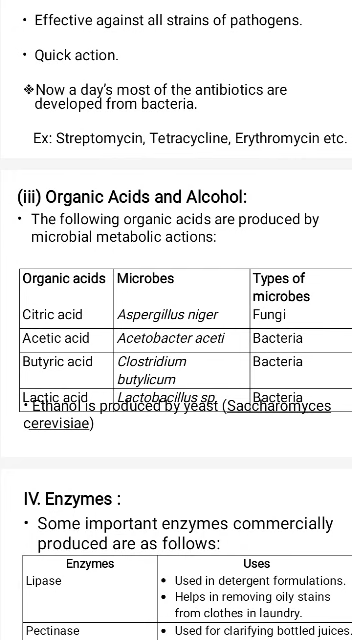 • Effective against all strains of pathogens.
• Quick action.
❖Now a day's most of the antibiotics are
developed from bacteria.
Ex: Streptomycin, Tetracycline, Erythromycin etc.
(iii) Organic Acids and Alcohol:
• The following organic acids are produced by
microbial metabolic actions:
Organic acids Microbes Types of
microbes
Citric acid Aspergillus niger Fungi
Acetic acid Acetobacter aceti Bacteria
Butyric acid Clostridium Bacteria
butylicum
Lactic acid Lactobacillus sp. Bacteria
• Ethanol is produced by yeast (Saccharomyces
cerevisiae)
IV. Enzymes :
• Some important enzymes commercially
produced are as follows:
Enzymes Uses
Lipase • Used in detergent formulations.
• Helps in removing oily stains
from clothes in laundry.
Pectinase • Used for clarifying bottled juices.